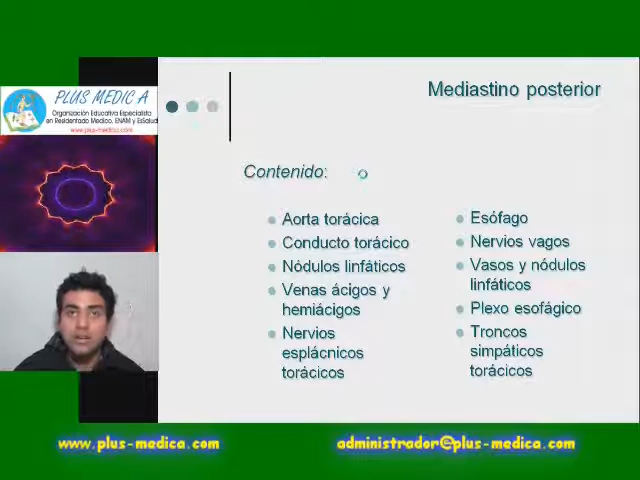 PLUS MEDIC A
Organización Educativa Especialista
en Residentado Medico, ENAM y EsSalud
www.plus-medica.com
Mediastino posterior
Contenido:
Aorta torácica
Conducto torácico
Nódulos linfáticos
Venas ácigos y
hemiácigos
Nervios
esplácnicos
torácicos
Esófago
Nervios vagos
Vasos y nódulos
linfáticos
Plexo esofágico
Troncos
simpáticos
torácicos
www.plus-medica.com
administrador@plus-medica.com